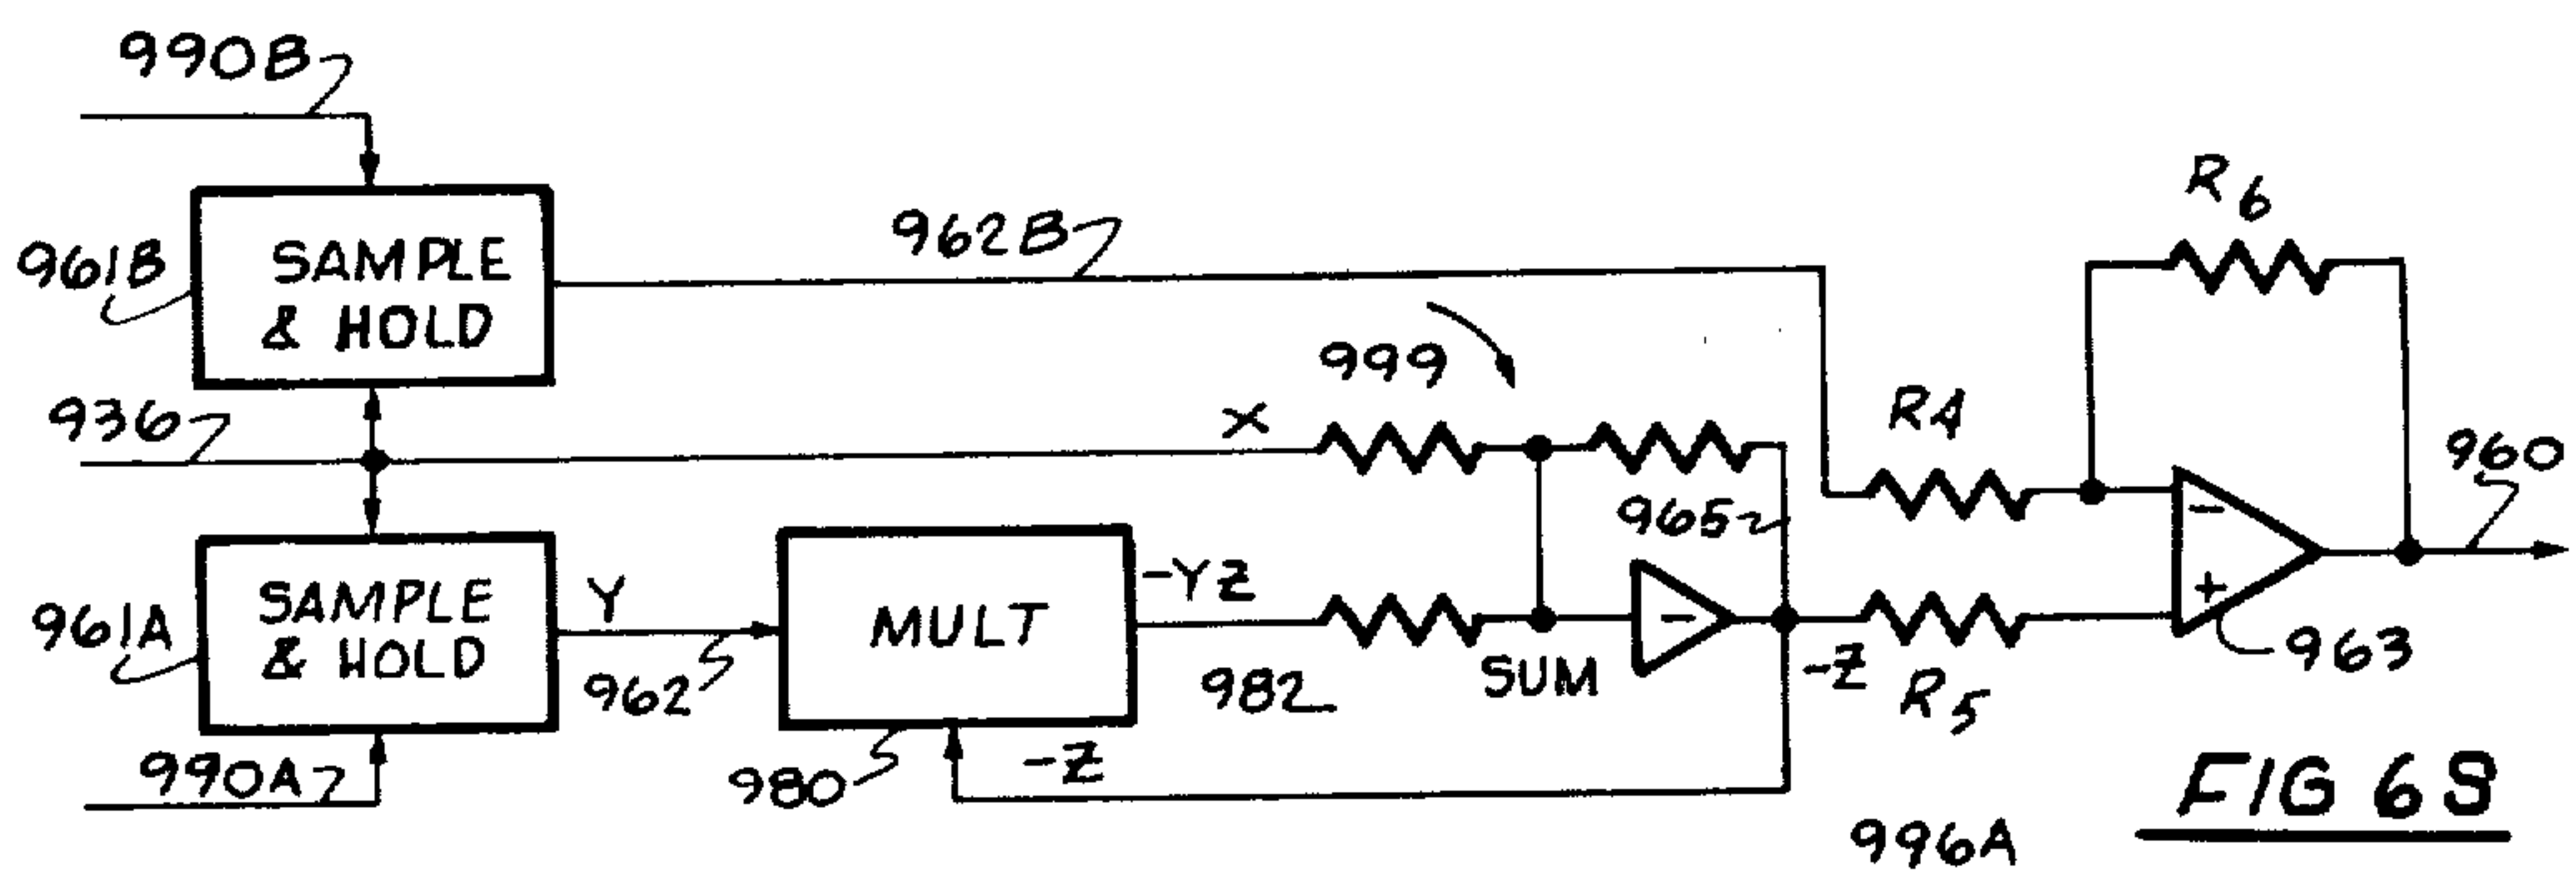 990B
961B
SAMPLE
& HOLD
962B
R6
936
X
999
R4
965
960
961A
SAMPLE
& HOLD
Y
962
MULT
-YZ
982
SUM
-
-Z
R5
-
+
963
990A
980
-Z
996A
FIG 6S